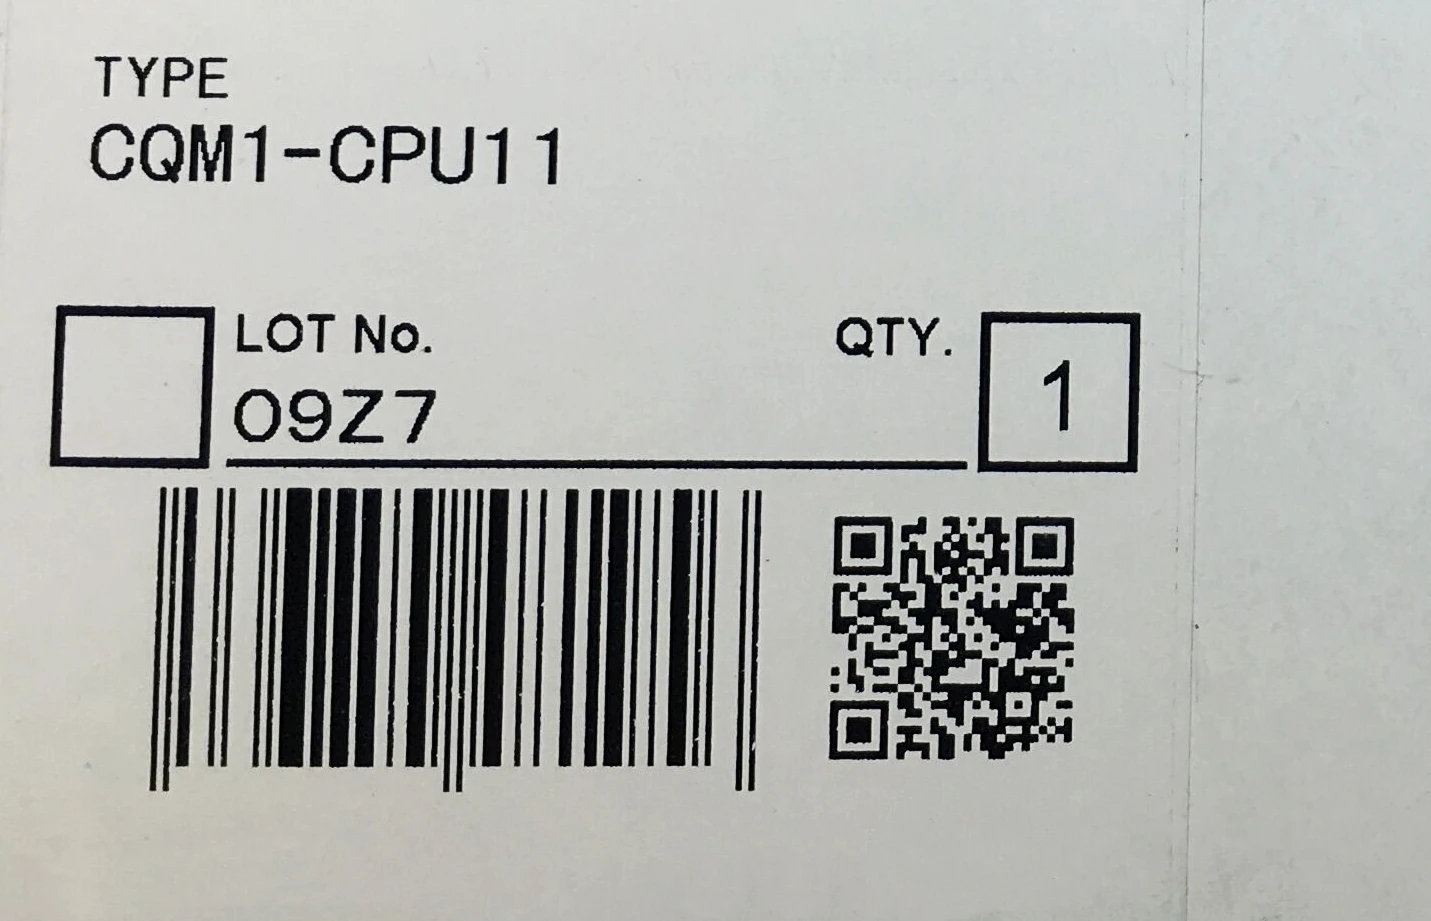 TYPE
CQM1-CPU11
LOT No.
09Z7
QTY.
1